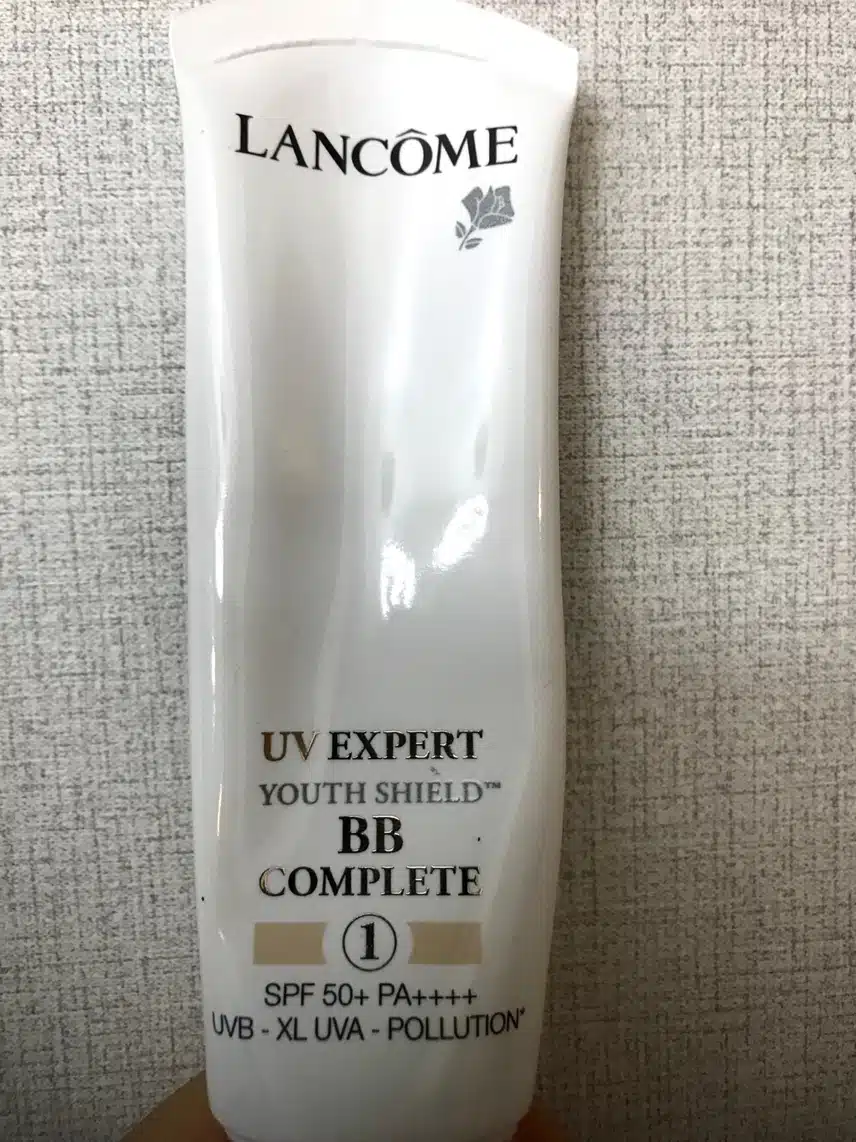 LANCÔME
UV EXPERT
YOUTH SHIELD™
BB
COMPLETE
1
SPF 50+ PA++++
UVB - XL UVA - POLLUTION*